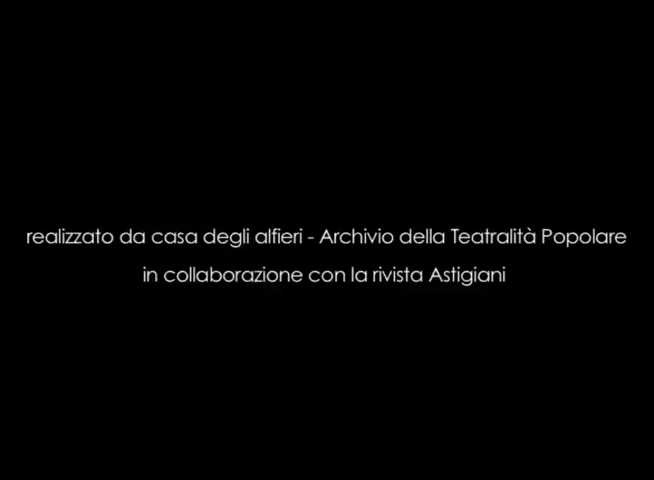 realizzato da casa degli alfieri - Archivio della Teatralità Popolare
in collaborazione con la rivista Astigiani